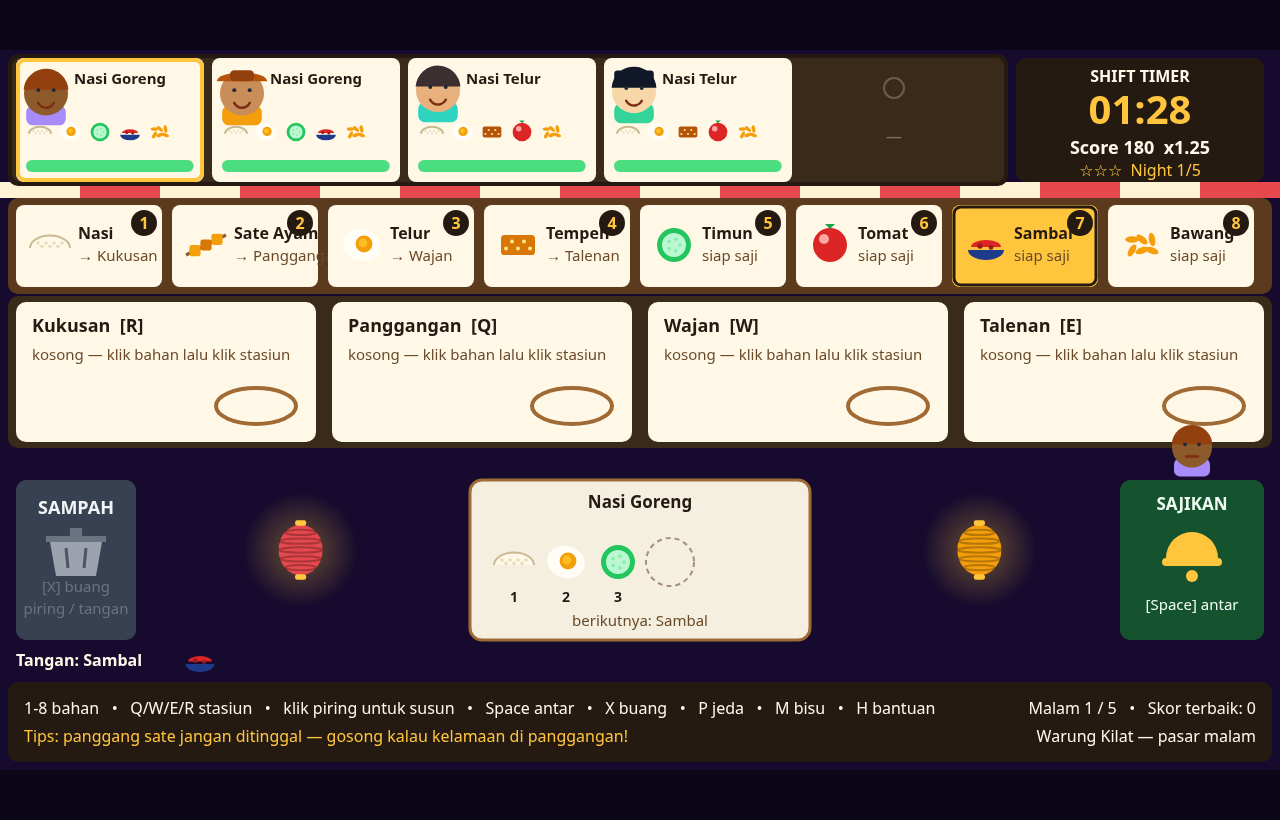 Nasi Goreng
Nasi Goreng
Nasi Telur
Nasi Telur
—
SHIFT TIMER
01:28
Score 180 x1.25
☆☆☆ Night 1/5
Nasi
→ Kukusan
1
Sate Ayam
→ Panggang
2
Telur
→ Wajan
3
Tempe
→ Talenan
4
Timun
siap saji
5
Tomat
siap saji
6
Sambal
siap saji
7
Bawang
siap saji
8
Kukusan [R]
kosong — klik bahan lalu klik stasiun
Panggangan [Q]
kosong — klik bahan lalu klik stasiun
Wajan [W]
kosong — klik bahan lalu klik stasiun
Talenan [E]
kosong — klik bahan lalu klik stasiun
SAMPAH
[X] buang
piring / tangan
Nasi Goreng
1 2 3
berikutnya: Sambal
SAJIKAN
[Space] antar
Tangan: Sambal
1-8 bahan • Q/W/E/R stasiun • klik piring untuk susun • Space antar • X buang • P jeda • M bisu • H bantuan
Malam 1 / 5 • Skor terbaik: 0
Tips: panggang sate jangan ditinggal — gosong kalau kelamaan di panggangan!
Warung Kilat — pasar malam